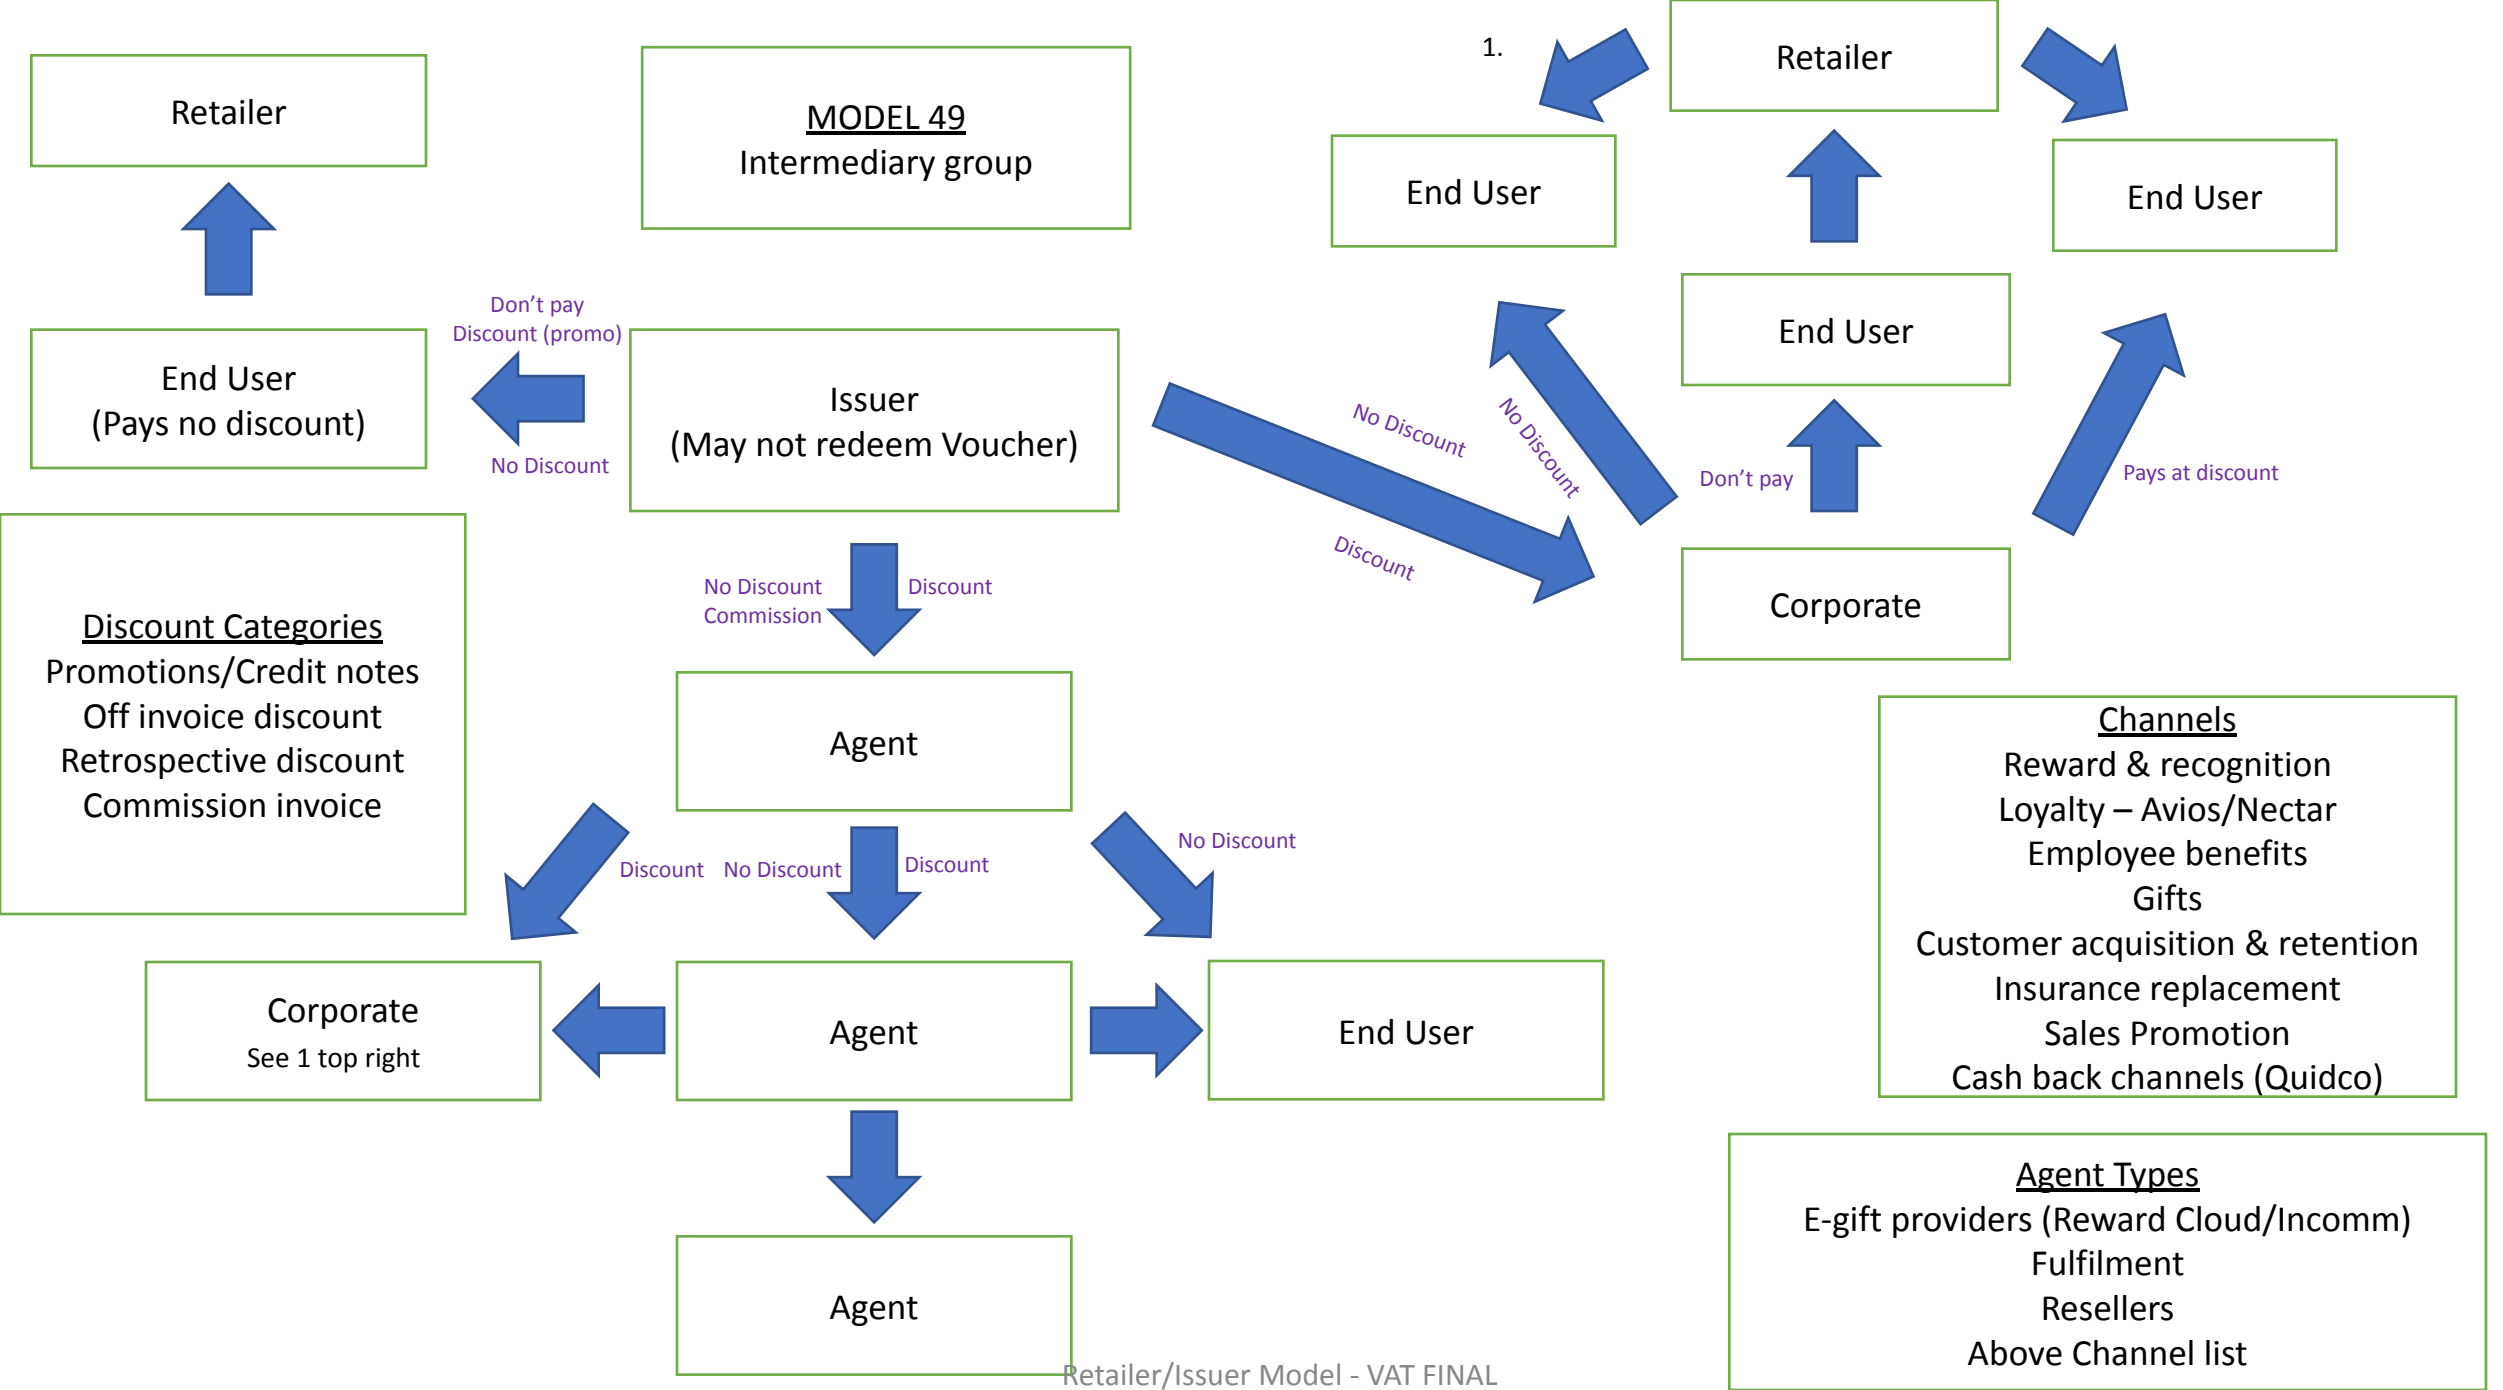 Retailer
MODEL 49
Intermediary group
1.
Retailer
End User
End User
End User
Don’t pay
Discount (promo)
No Discount
End User
(Pays no discount)
Issuer
(May not redeem Voucher)
No Discount
Discount
No Discount
Don't pay
Pays at discount
Corporate
No Discount
Commission
Discount
Discount Categories
Promotions/Credit notes
Off invoice discount
Retrospective discount
Commission invoice
Agent
Discount
No Discount
Discount
No Discount
Corporate
See 1 top right
Agent
End User
Agent
Channels
Reward & recognition
Loyalty – Avios/Nectar
Employee benefits
Gifts
Customer acquisition & retention
Insurance replacement
Sales Promotion
Cash back channels (Quidco)
Agent Types
E-gift providers (Reward Cloud/Incomm)
Fulfilment
Resellers
Above Channel list
Retailer/Issuer Model - VAT FINAL